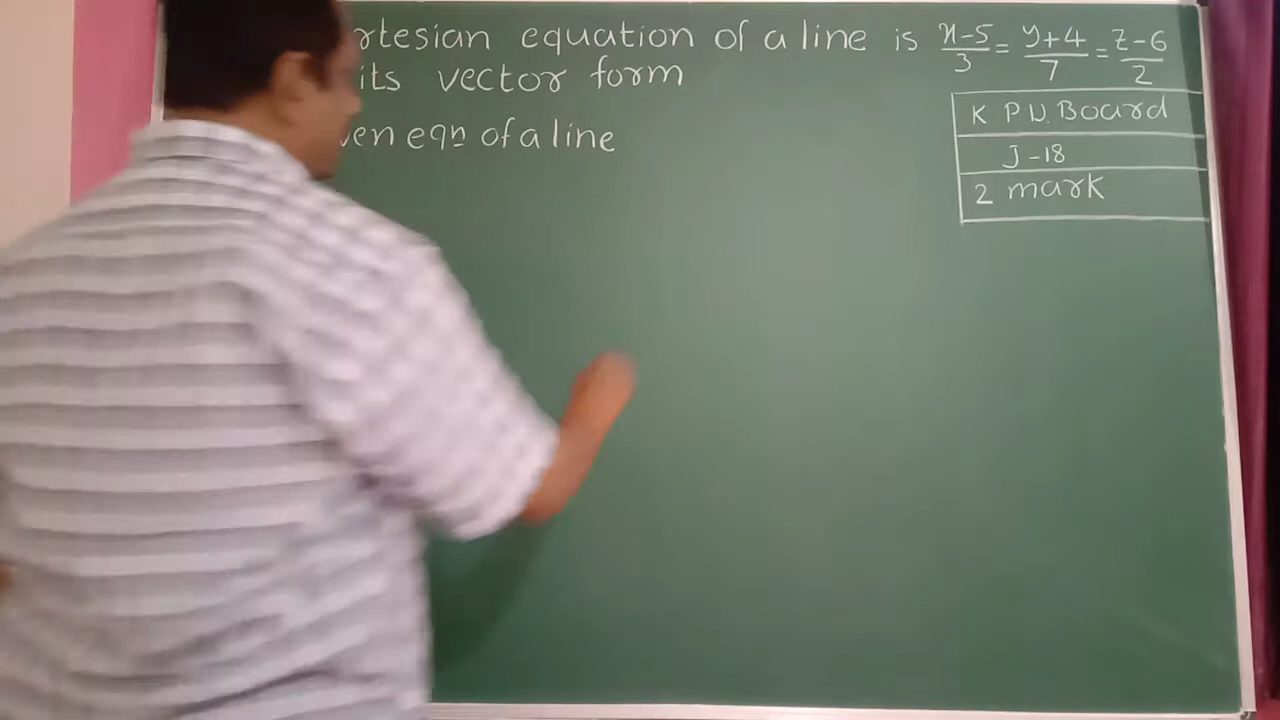 rtesian equation of a line is x-5/3 = y+4/7 = z-6/2
its vector form
K P U. Board
J-18
2 mark
ven eqn of a line